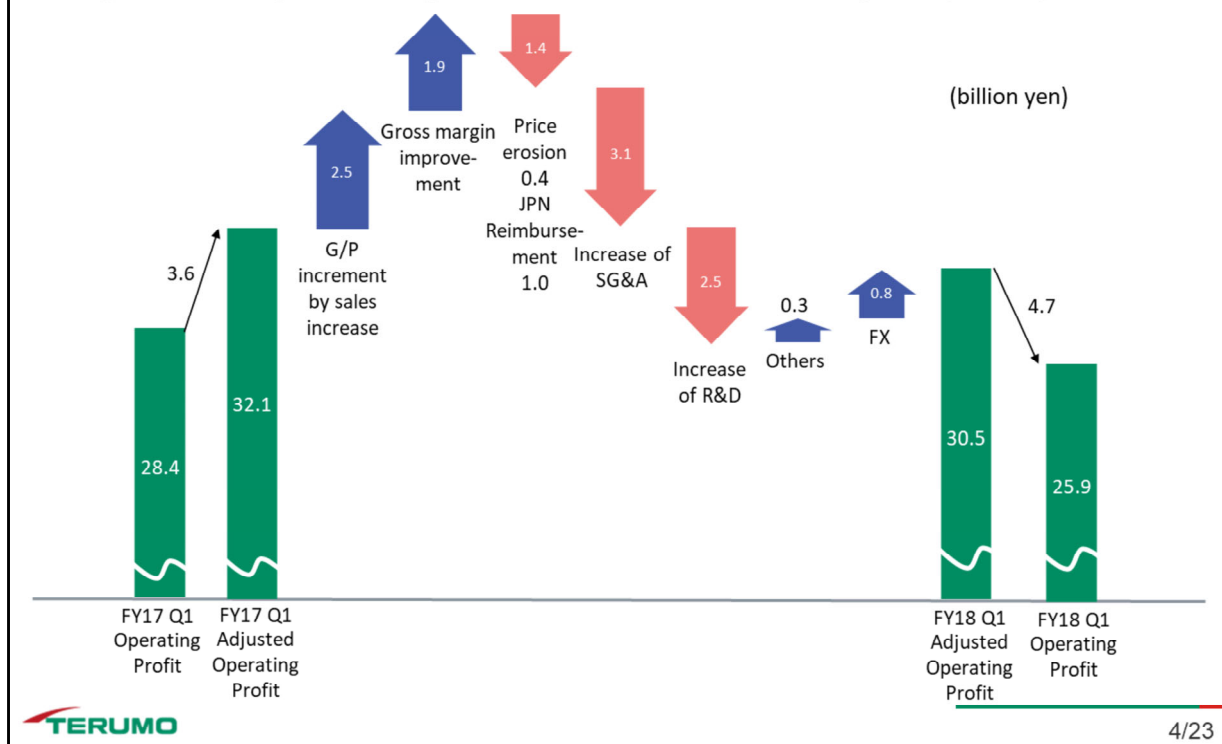 1.9
1.4
(billion yen)
Gross margin
improve-
ment
Price
erosion
0.4
JPN
Reimburse-
ment
1.0
2.5
3.1
G/P
increment
by sales
increase
Increase of
SG&A
3.6
2.5
Increase
of R&D
0.3
Others
0.8
FX
4.7
28.4
32.1
30.5
25.9
FY17 Q1
Operating
Profit
FY17 Q1
Adjusted
Operating
Profit
FY18 Q1
Adjusted
Operating
Profit
FY18 Q1
Operating
Profit
TERUMO
4/23